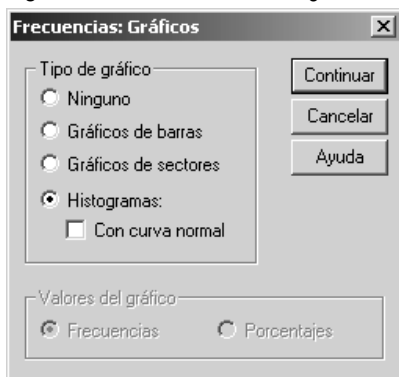 Frecuencias: Gráficos
Tipo de gráfico
Ninguno
Gráficos de barras
Gráficos de sectores
Histogramas:
Con curva normal
Continuar
Cancelar
Ayuda
Valores del gráfico
Frecuencias
Porcentajes